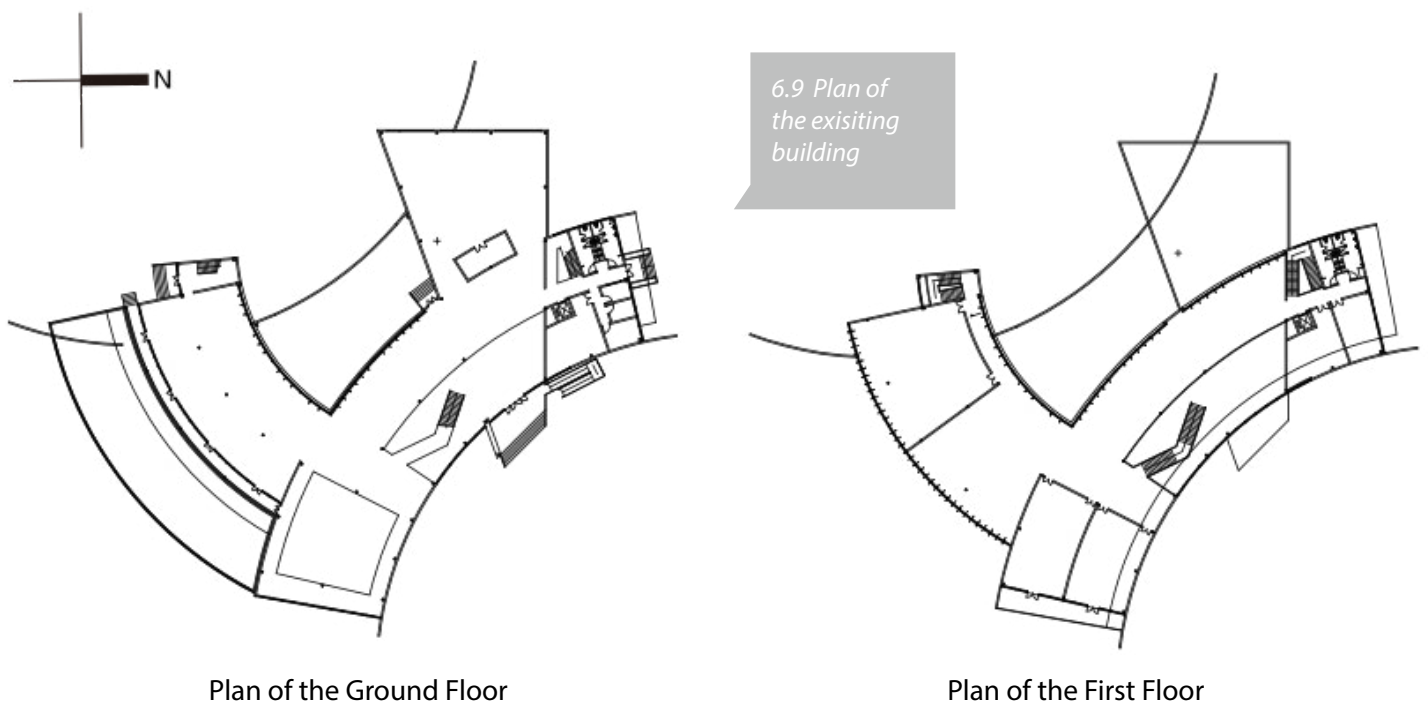 N
6.9 Plan of
the exisiting
building
Plan of the Ground Floor
Plan of the First Floor